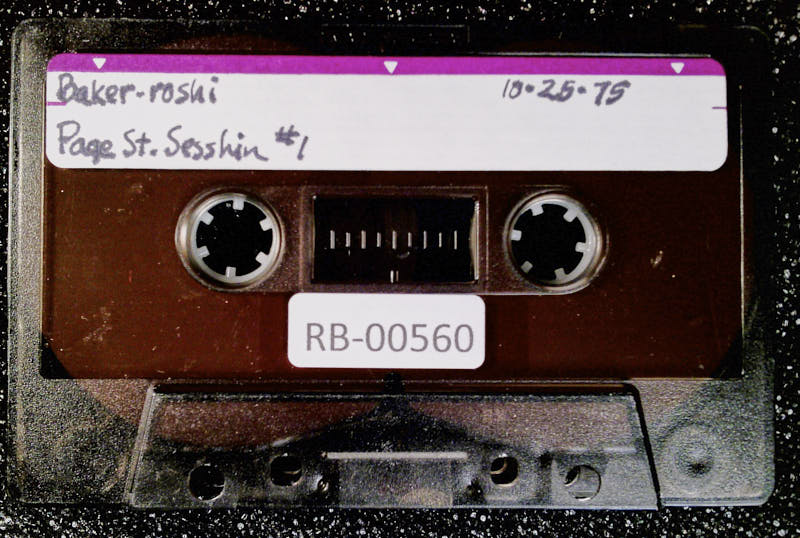 Baker-roshi 10-25-75
Page St. Sesshin #1
RB-00560